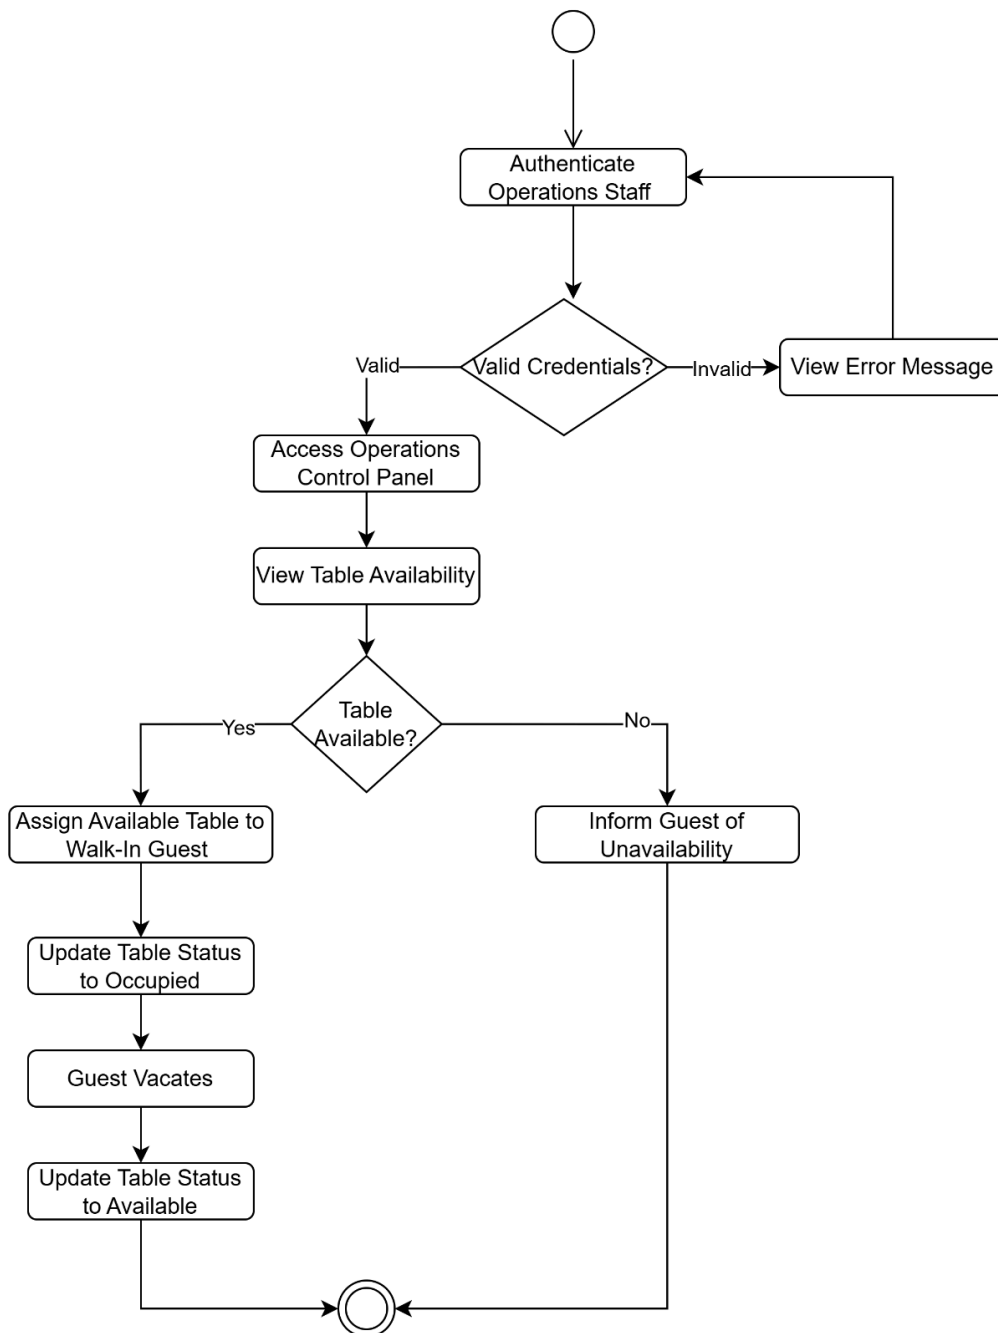 Authenticate
Operations Staff
Valid
Valid Credentials?
Invalid
View Error Message
Access Operations
Control Panel
View Table Availability
Yes
Table
Available?
No
Assign Available Table to
Walk-In Guest
Inform Guest of
Unavailability
Update Table Status
to Occupied
Guest Vacates
Update Table Status
to Available